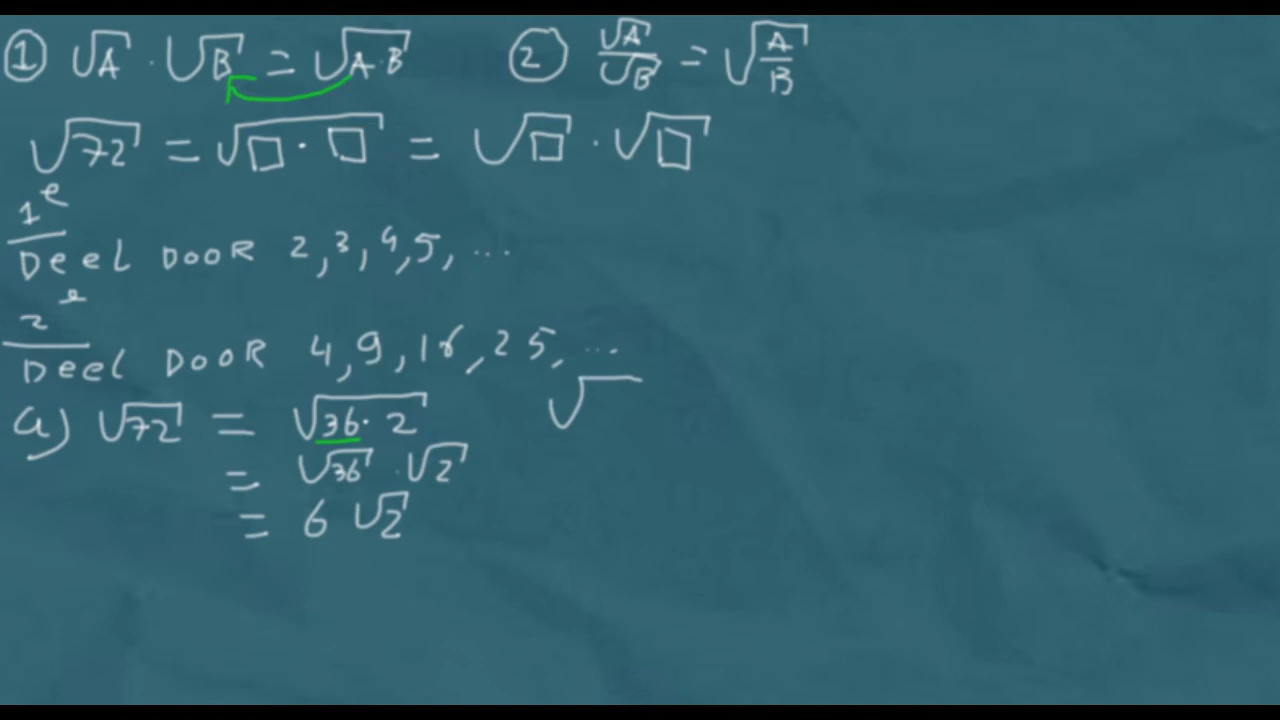 ① √A · √B = √A·B ② √A/√B = √A/B
√72 = √□·□ = √□ · √□
1e
Deel DOOR 2,3,4,5, ...
2e
Deel DOOR 4,9,16,25, ...
a) √72 = √36·2 √
= √36 · √2
= 6 √2